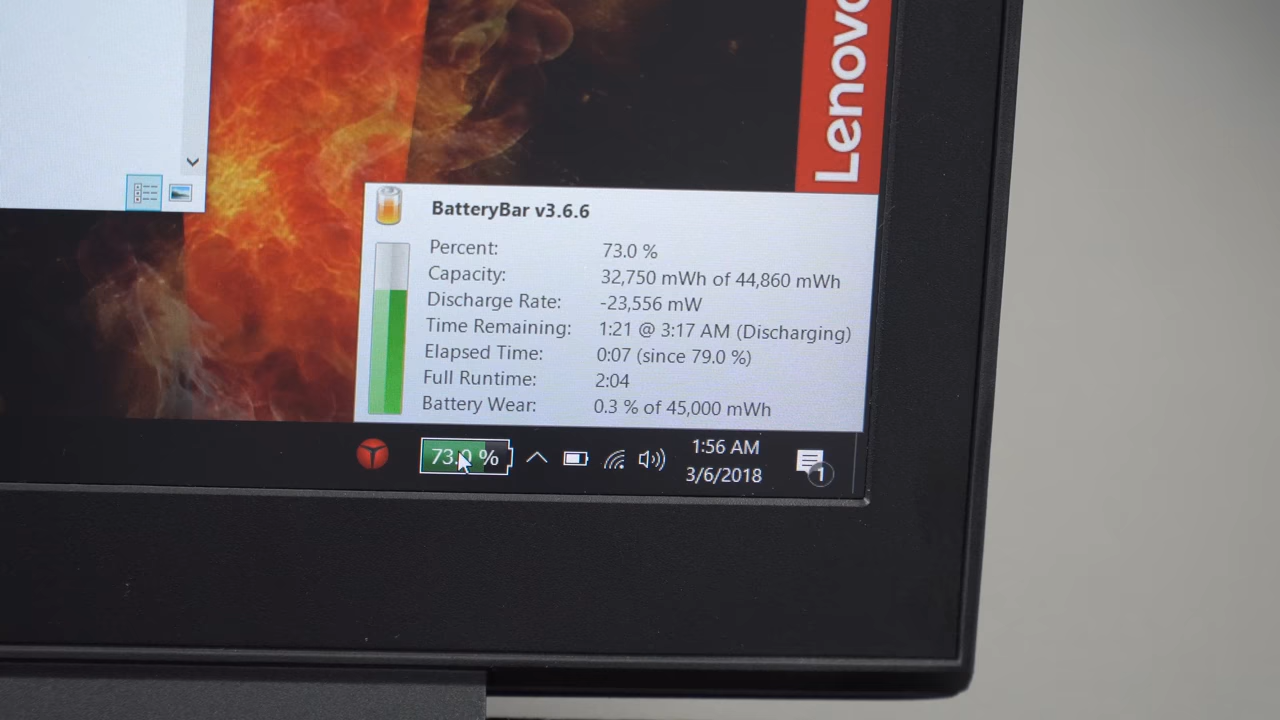 Lenovo
BatteryBar v3.6.6
Percent: 73.0 %
Capacity: 32,750 mWh of 44,860 mWh
Discharge Rate: -23,556 mW
Time Remaining: 1:21 @ 3:17 AM (Discharging)
Elapsed Time: 0:07 (since 79.0 %)
Full Runtime: 2:04
Battery Wear: 0.3 % of 45,000 mWh
73.0 %
1:56 AM
3/6/2018
1